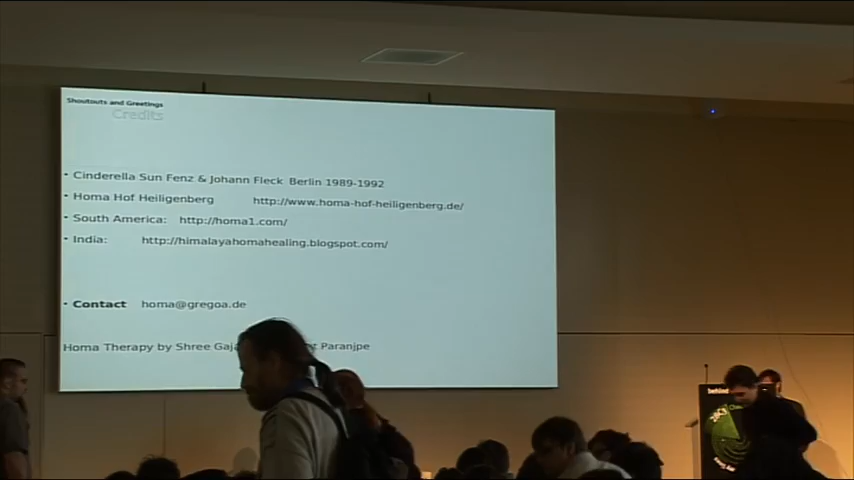 Shoutouts and Greetings
Credits
• Cinderella Sun Fenz & Johann Fleck Berlin 1989-1992
• Homa Hof Heiligenberg http://www.homa-hof-heiligenberg.de/
• South America: http://homa1.com/
• India: http://himalayahomahealing.blogspot.com/
• Contact homa@gregoa.de
Homa Therapy by Shree Paranjpe
behind